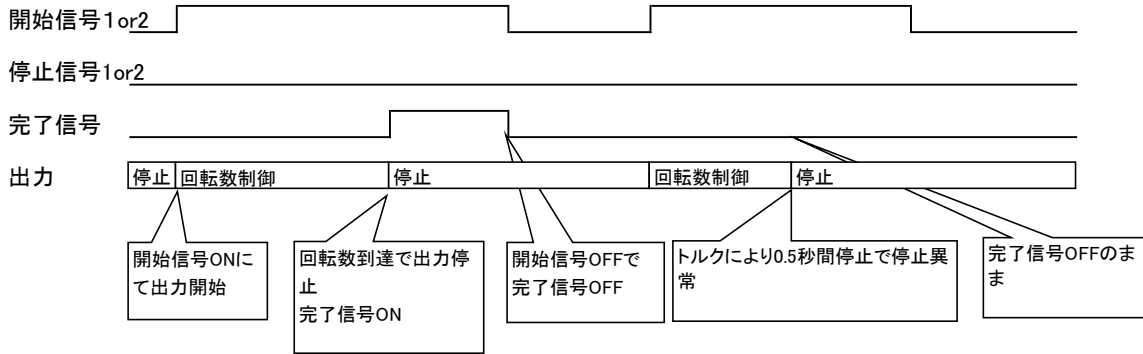 開始信号1or2
停止信号1or2
完了信号
出力
停止 回転数制御 停止 回転数制御 停止
開始信号ONに
て出力開始
回転数到達で出力停
止
完了信号ON
開始信号OFFで
完了信号OFF
トルクにより0.5秒間停止で停止異
常
完了信号OFFのま
ま